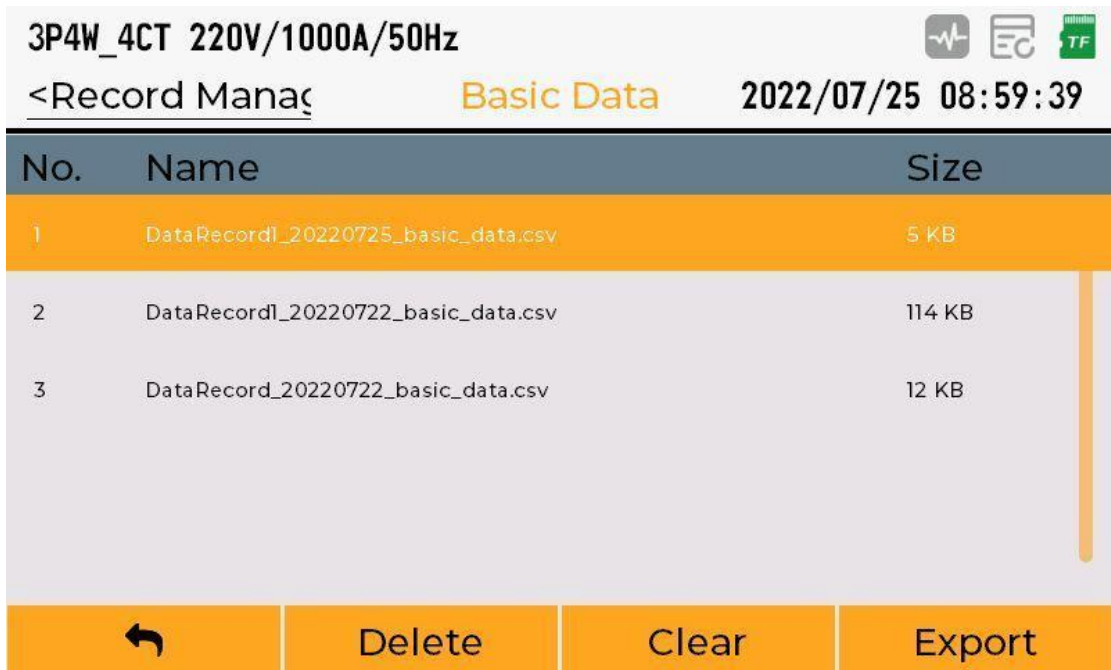 3P4W_4CT 220V/1000A/50Hz
TF
<Record Manag Basic Data 2022/07/25 08:59:39
No. Name Size
1 DataRecord1_20220725_basic_data.csv 5 KB
2 DataRecord1_20220722_basic_data.csv 114 KB
3 DataRecord_20220722_basic_data.csv 12 KB
Delete Clear Export